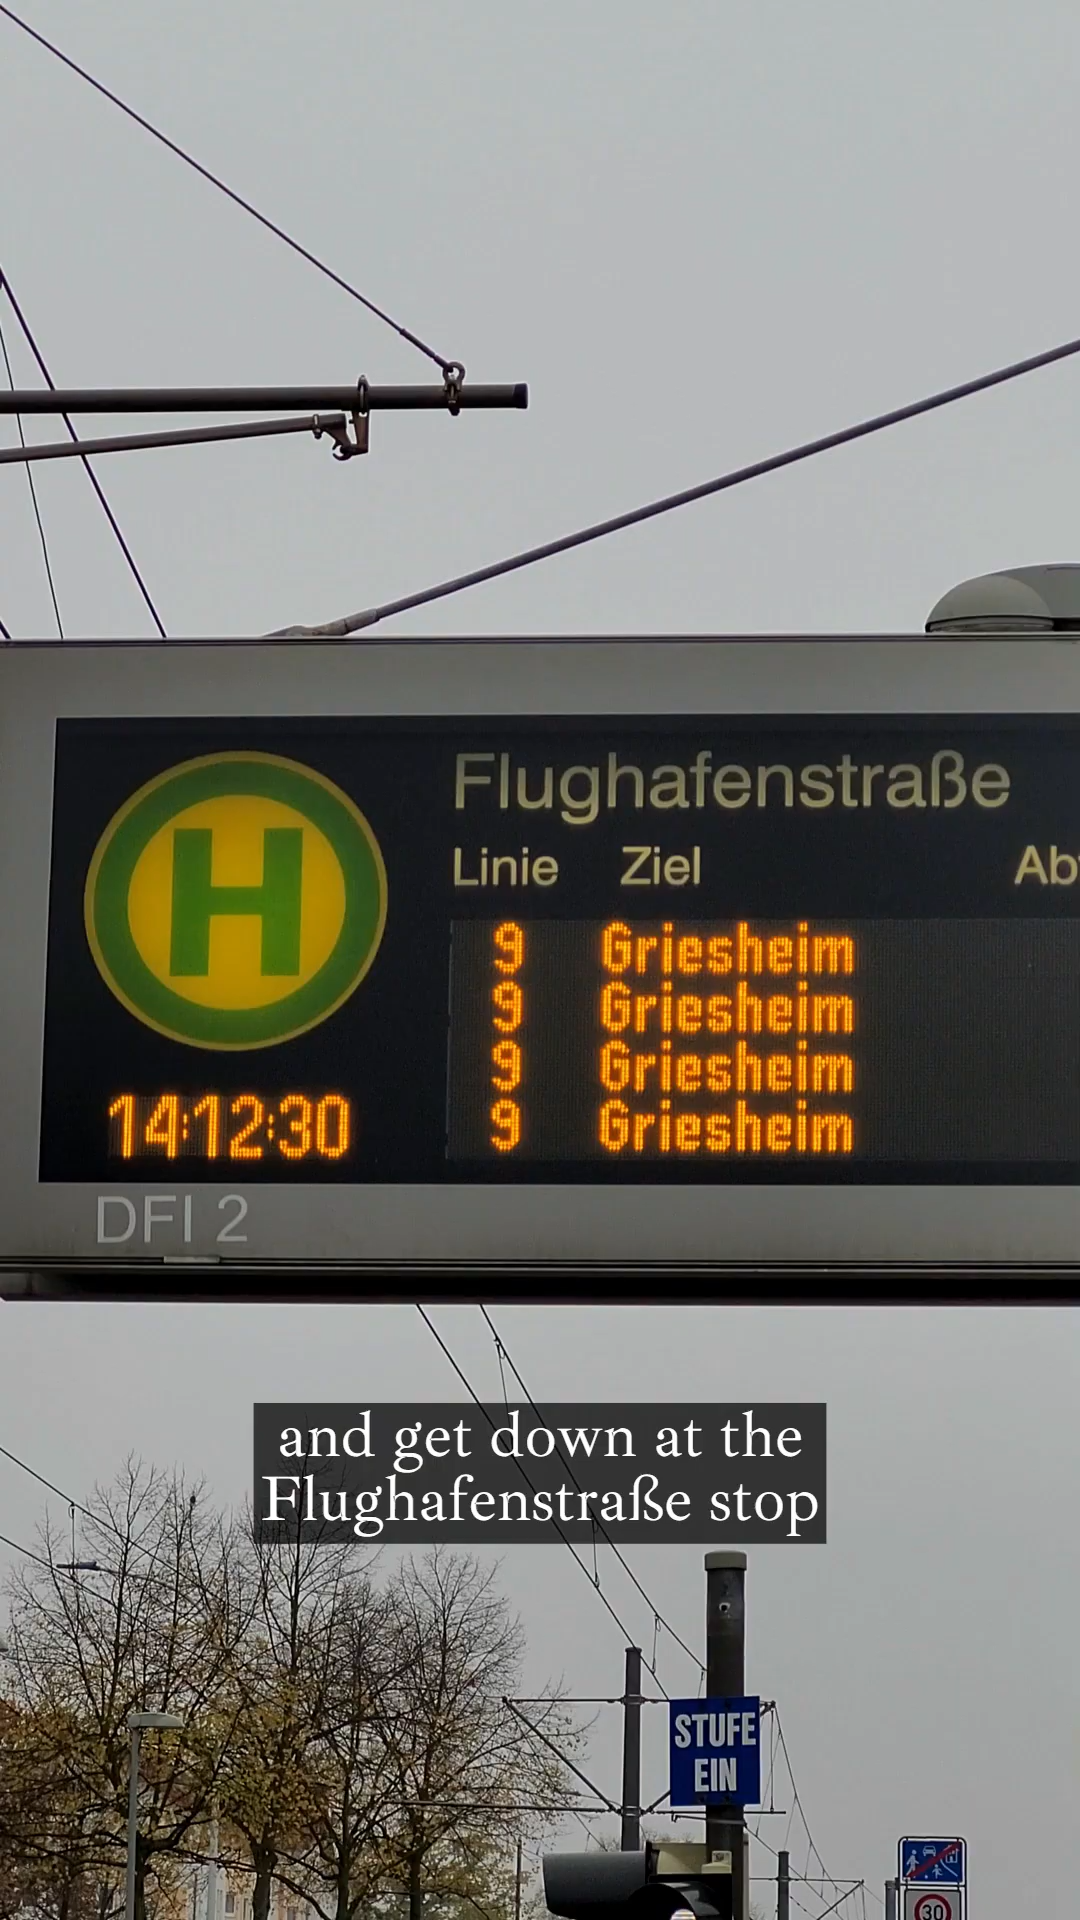 Flughafenstraße
Linie Ziel
H
9 Griesheim
9 Griesheim
9 Griesheim
9 Griesheim
14:12:30
DFI 2
and get down at the
Flughafenstraße stop
STUFE
EIN
30